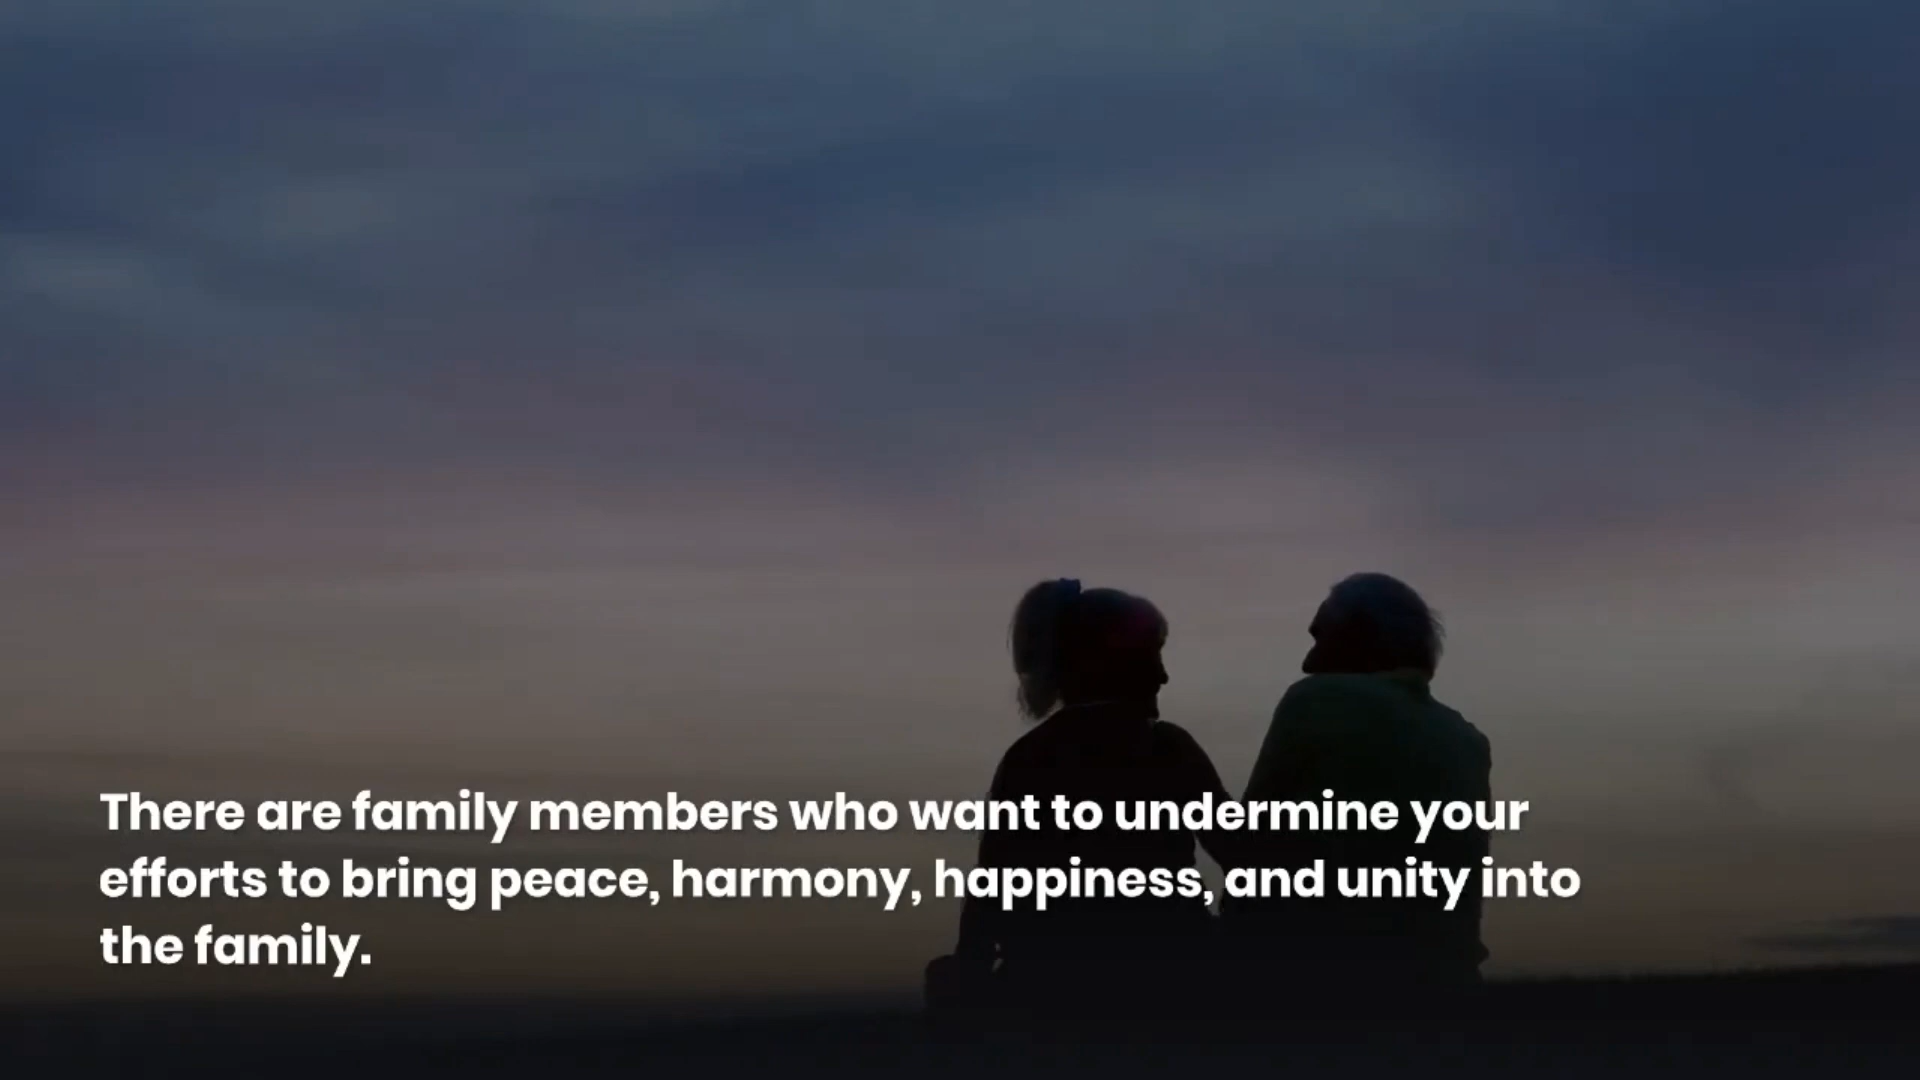 There are family members who want to undermine your
efforts to bring peace, harmony, happiness, and unity into
the family.